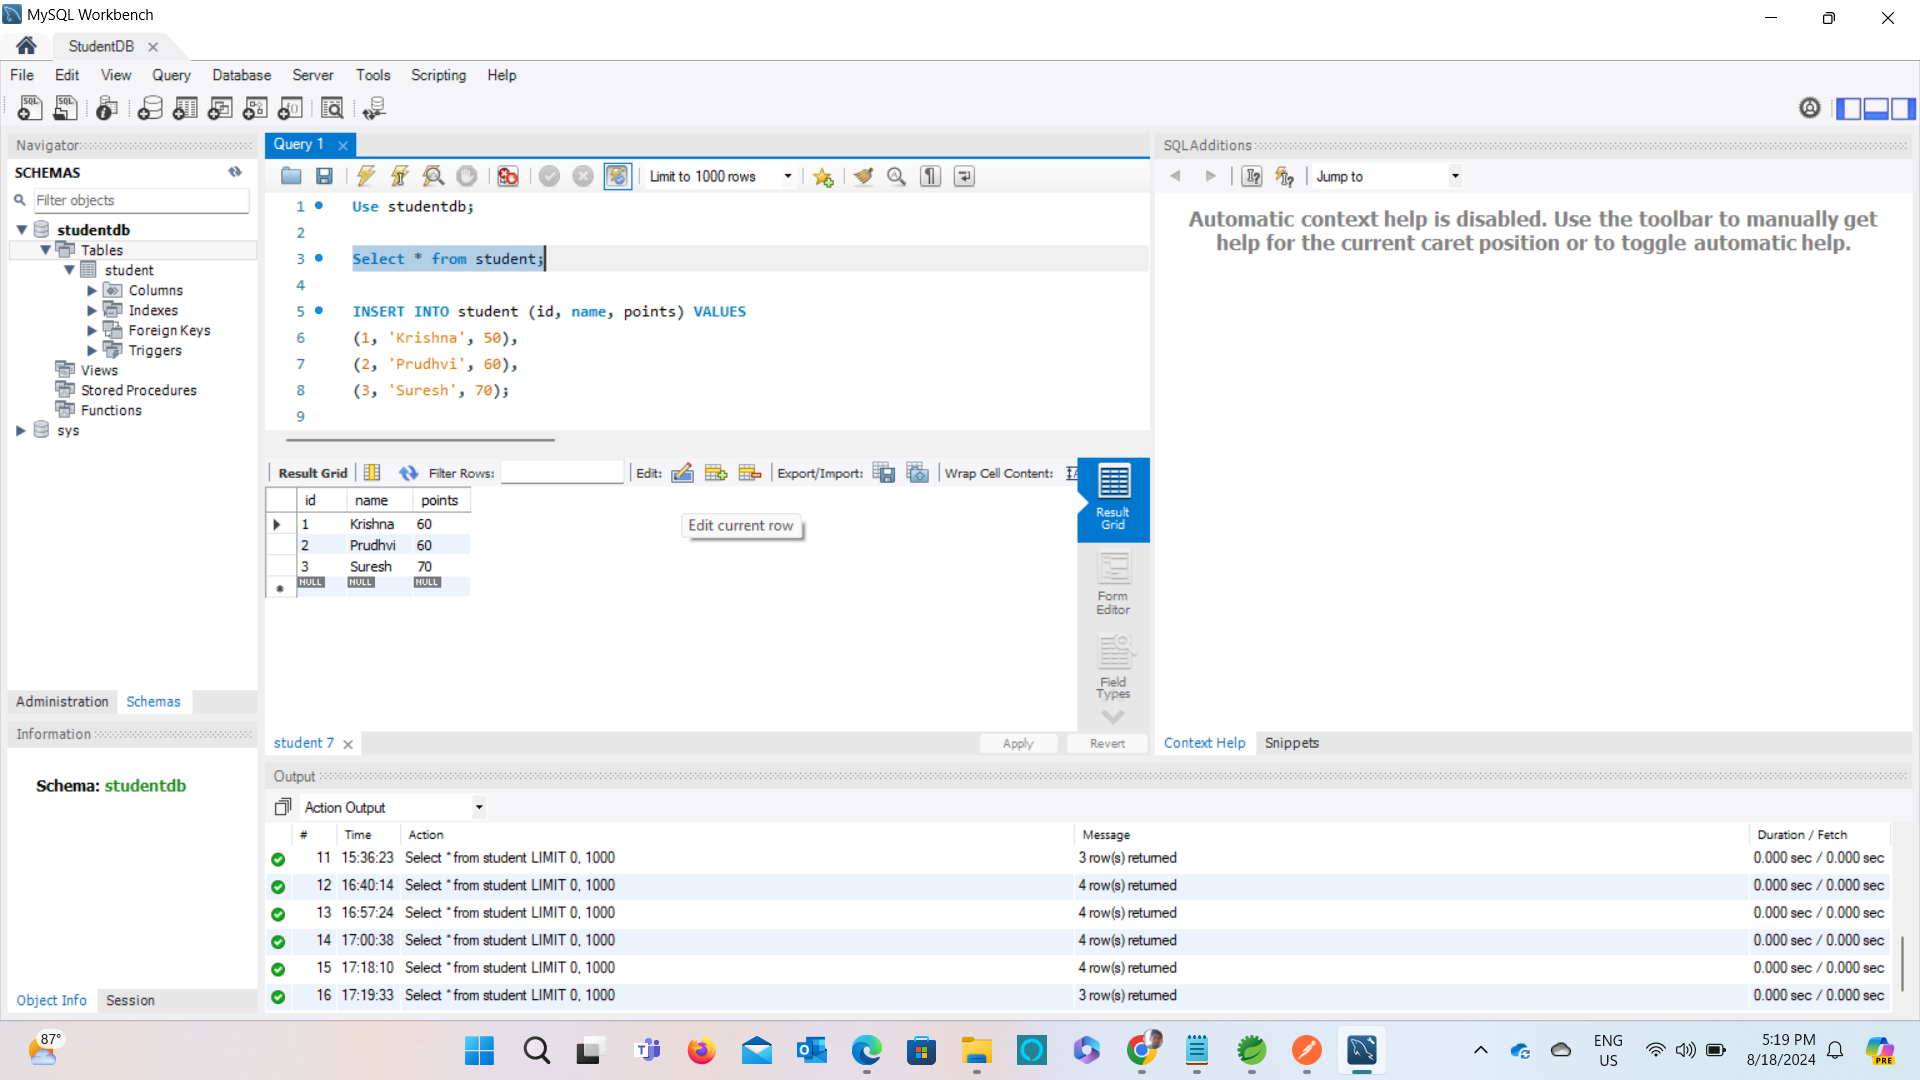 MySQL Workbench
StudentDB
File Edit View Query Database Server Tools Scripting Help
Navigator
SCHEMAS
Filter objects
studentdb
Tables
student
Columns
Indexes
Foreign Keys
Triggers
Views
Stored Procedures
Functions
sys
Administration Schemas
Information
Schema: studentdb
Object Info Session
Query 1
Limit to 1000 rows
1 Use studentdb;
2
3 Select * from student;
4
5 INSERT INTO student (id, name, points) VALUES
6 (1, 'Krishna', 50),
7 (2, 'Prudhvi', 60),
8 (3, 'Suresh', 70);
9
Result Grid Filter Rows: Edit: Export/Import: Wrap Cell Content:
id name points
1 Krishna 60
2 Prudhvi 60
3 Suresh 70
NULL NULL NULL
Edit current row
Result
Grid
Form
Editor
Field
Types
student 7
Apply Revert
SQLAdditions
Jump to
Automatic context help is disabled. Use the toolbar to manually get
help for the current caret position or to toggle automatic help.
Context Help Snippets
Output
Action Output
# Time Action Message Duration / Fetch
11 15:36:23 Select * from student LIMIT 0, 1000 3 row(s) returned 0.000 sec / 0.000 sec
12 16:40:14 Select * from student LIMIT 0, 1000 4 row(s) returned 0.000 sec / 0.000 sec
13 16:57:24 Select * from student LIMIT 0, 1000 4 row(s) returned 0.000 sec / 0.000 sec
14 17:00:38 Select * from student LIMIT 0, 1000 4 row(s) returned 0.000 sec / 0.000 sec
15 17:18:10 Select * from student LIMIT 0, 1000 4 row(s) returned 0.000 sec / 0.000 sec
16 17:19:33 Select * from student LIMIT 0, 1000 3 row(s) returned 0.000 sec / 0.000 sec
87°
ENG
US
5:19 PM
8/18/2024
PRE